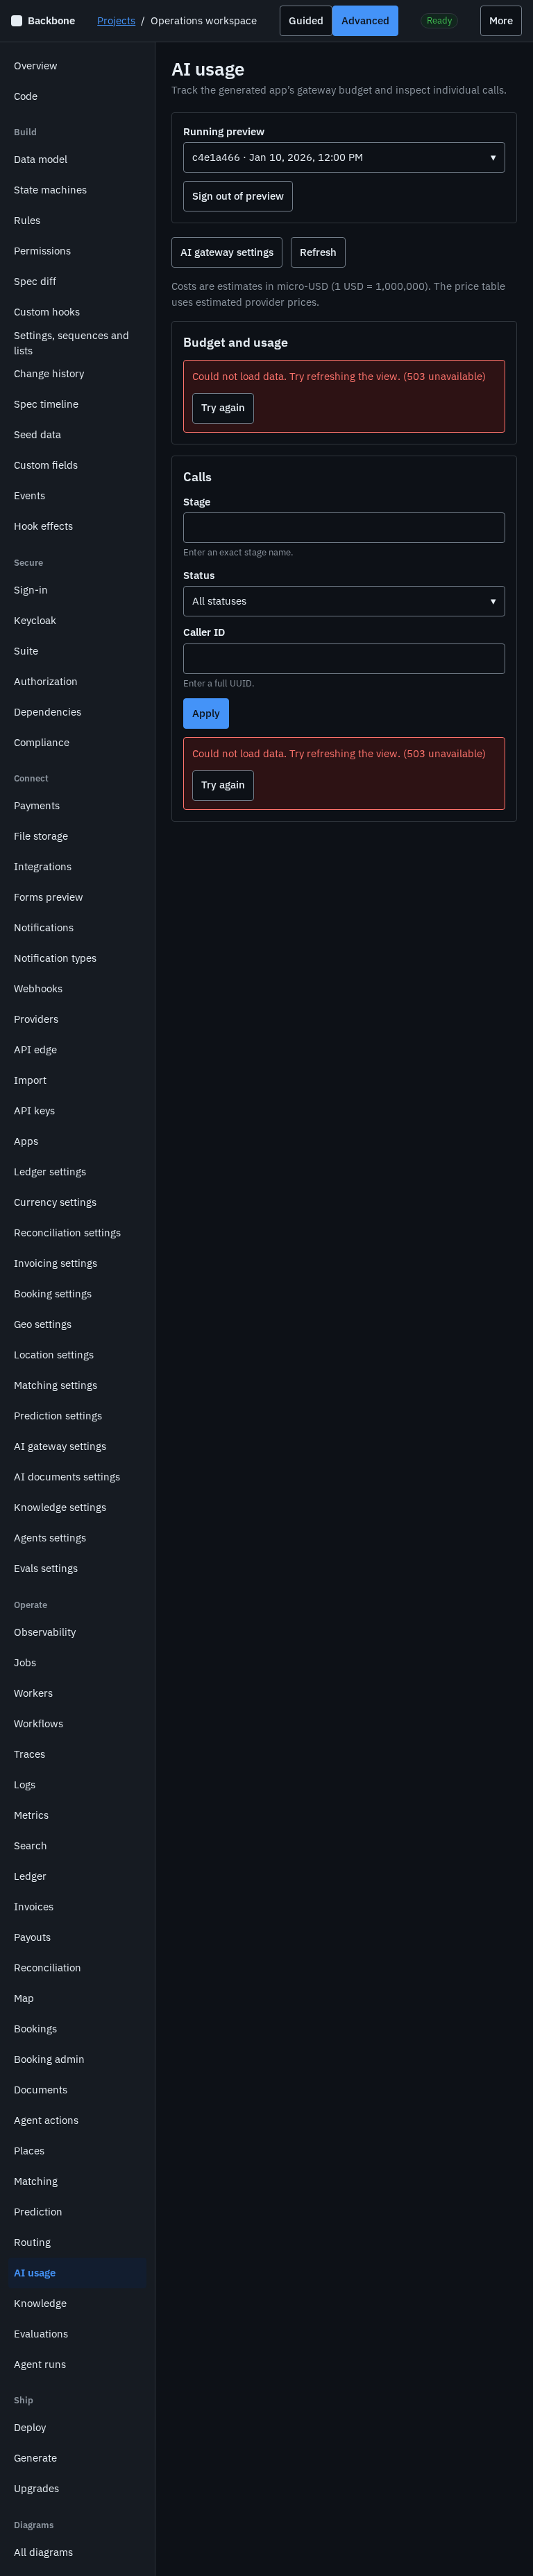 Backbone
Projects / Operations workspace
Guided
Advanced
Ready
More
Overview
Code
Build
Data model
State machines
Rules
Permissions
Spec diff
Custom hooks
Settings, sequences and
lists
Change history
Spec timeline
Seed data
Custom fields
Events
Hook effects
Secure
Sign-in
Keycloak
Suite
Authorization
Dependencies
Compliance
Connect
Payments
File storage
Integrations
Forms preview
Notifications
Notification types
Webhooks
Providers
API edge
Import
API keys
Apps
Ledger settings
Currency settings
Reconciliation settings
Invoicing settings
Booking settings
Geo settings
Location settings
Matching settings
Prediction settings
AI gateway settings
AI documents settings
Knowledge settings
Agents settings
Evals settings
Operate
Observability
Jobs
Workers
Workflows
Traces
Logs
Metrics
Search
Ledger
Invoices
Payouts
Reconciliation
Map
Bookings
Booking admin
Documents
Agent actions
Places
Matching
Prediction
Routing
AI usage
Knowledge
Evaluations
Agent runs
Ship
Deploy
Generate
Upgrades
Diagrams
All diagrams
AI usage
Track the generated app's gateway budget and inspect individual calls.
Running preview
c4e1a466 · Jan 10, 2026, 12:00 PM
Sign out of preview
AI gateway settings
Refresh
Costs are estimates in micro-USD (1 USD = 1,000,000). The price table
uses estimated provider prices.
Budget and usage
Could not load data. Try refreshing the view. (503 unavailable)
Try again
Calls
Stage
Enter an exact stage name.
Status
All statuses
Caller ID
Enter a full UUID.
Apply
Could not load data. Try refreshing the view. (503 unavailable)
Try again